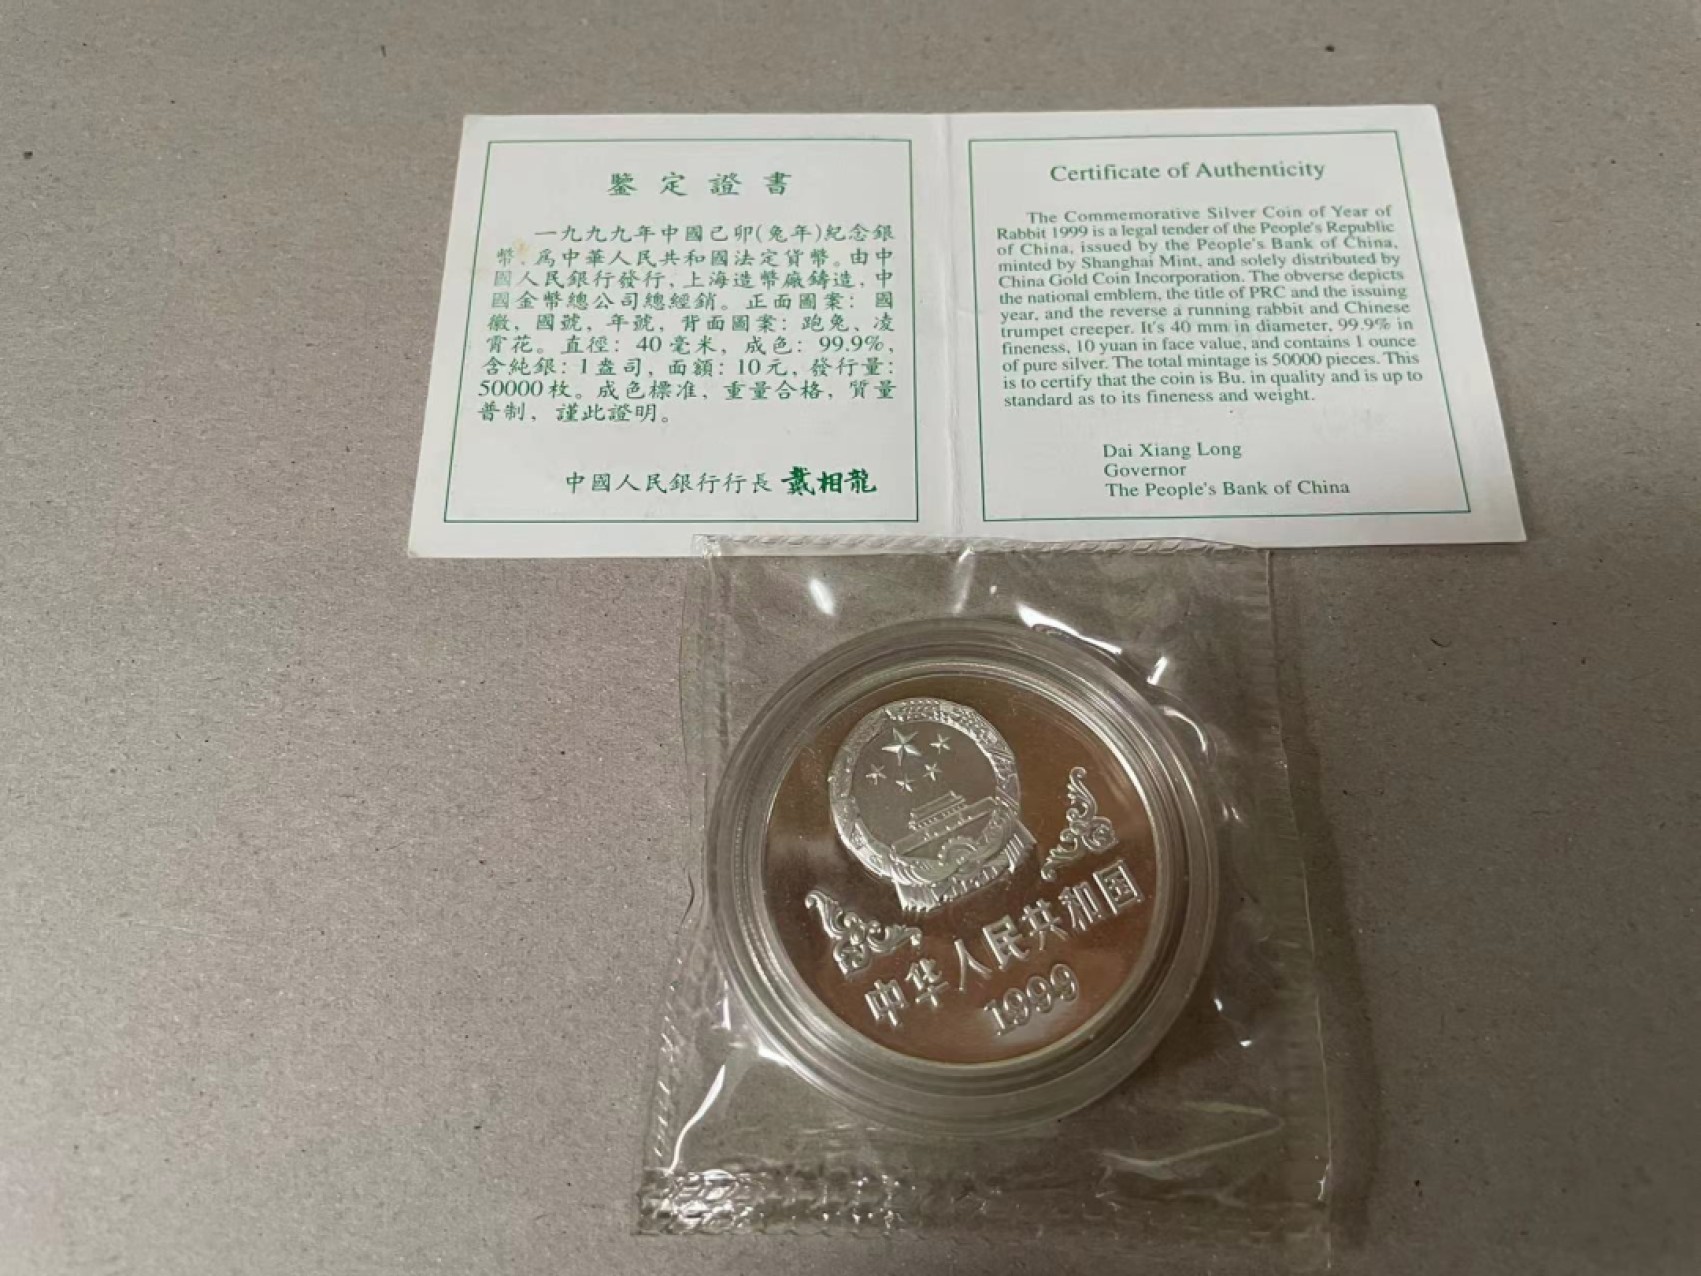 鑒定證書
一九九九年中國己卯(兔年)紀念銀
幣、爲中華人民共和國法定貨幣。由中
國人民銀行發行，上海造幣廠鑄造，中
國金幣總公司總經銷。正面圖案：國
徽、國號、年號，背面圖案：跑兔、凌
霄花。直徑：40毫米，成色：99.9%，
含純銀：1盎司，面額：10元，發行量：
50000枚。成色標准，重量合格，質量
普制，謹此證明。
中國人民銀行行長 戴相龍
Certificate of Authenticity
The Commemorative Silver Coin of Year of
Rabbit 1999 is a legal tender of the People's Republic
of China, issued by the People's Bank of China,
minted by Shanghai Mint, and solely distributed by
China Gold Coin Incorporation. The obverse depicts
the national emblem, the title of PRC and the issuing
year, and the reverse a running rabbit and Chinese
trumpet creeper. It's 40 mm in diameter, 99.9% in
fineness, 10 yuan in face value, and contains 1 ounce
of pure silver. The total mintage is 50000 pieces. This
is to certify that the coin is Bu. in quality and is up to
standard as to its fineness and weight.
Dai Xiang Long
Governor
The People's Bank of China
中华人民共和国
1999